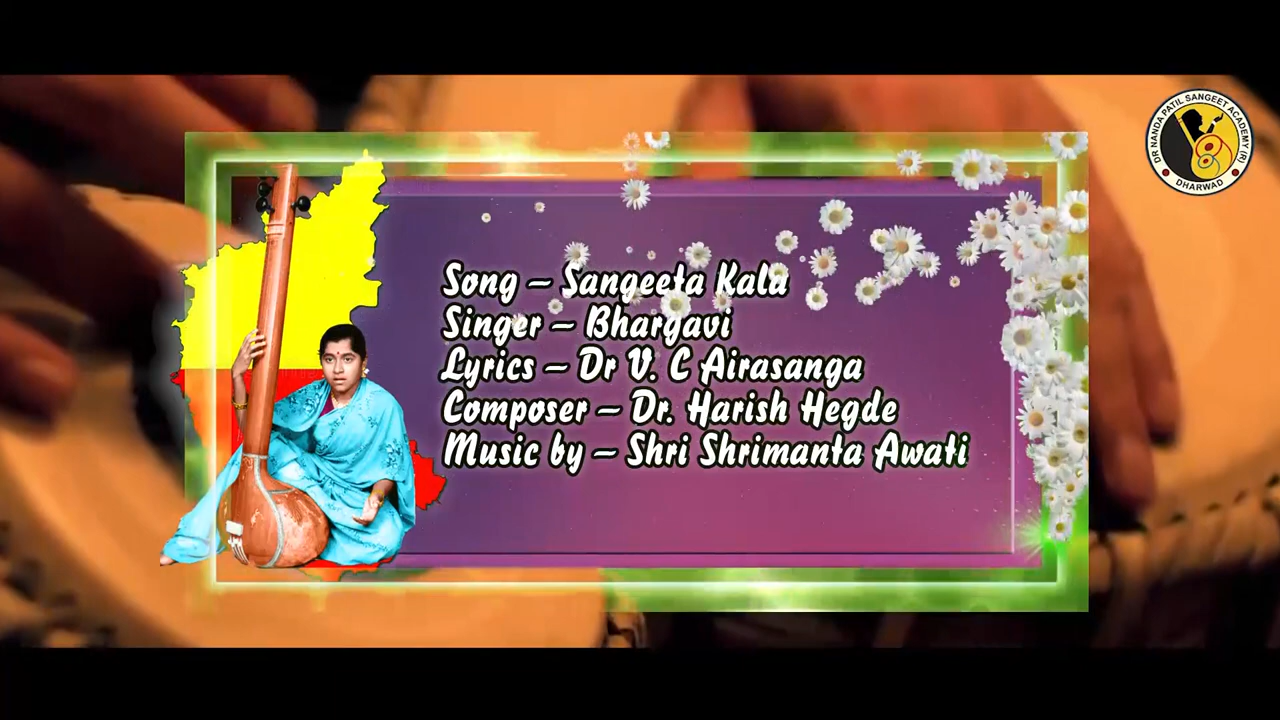 DR NANDA PATIL SANGEET ACADEMY (R)
DHARWAD
Song – Sangeeta Kala
Singer – Bhargavi
Lyrics – Dr V. C Airasanga
Composer – Dr. Harish Hegde
Music by – Shri Shrimanta Awati